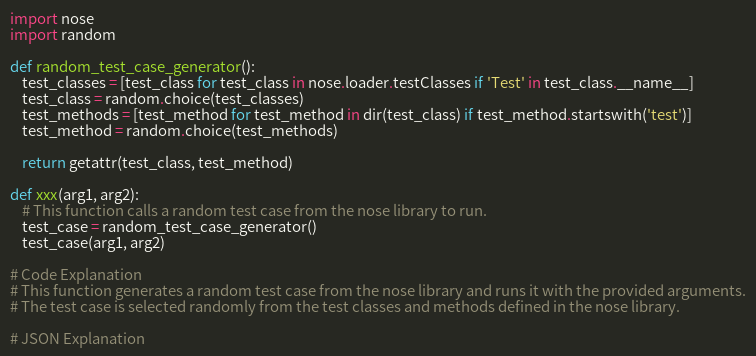 import nose
import random

def random_test_case_generator():
    test_classes = [test_class for test_class in nose.loader.testClasses if 'Test' in test_class.__name__]
    test_class = random.choice(test_classes)
    test_methods = [test_method for test_method in dir(test_class) if test_method.startswith('test')]
    test_method = random.choice(test_methods)

    return getattr(test_class, test_method)

def xxx(arg1, arg2):
    # This function calls a random test case from the nose library to run.
    test_case = random_test_case_generator()
    test_case(arg1, arg2)

# Code Explanation
# This function generates a random test case from the nose library and runs it with the provided arguments.
# The test case is selected randomly from the test classes and methods defined in the nose library.

# JSON Explanation